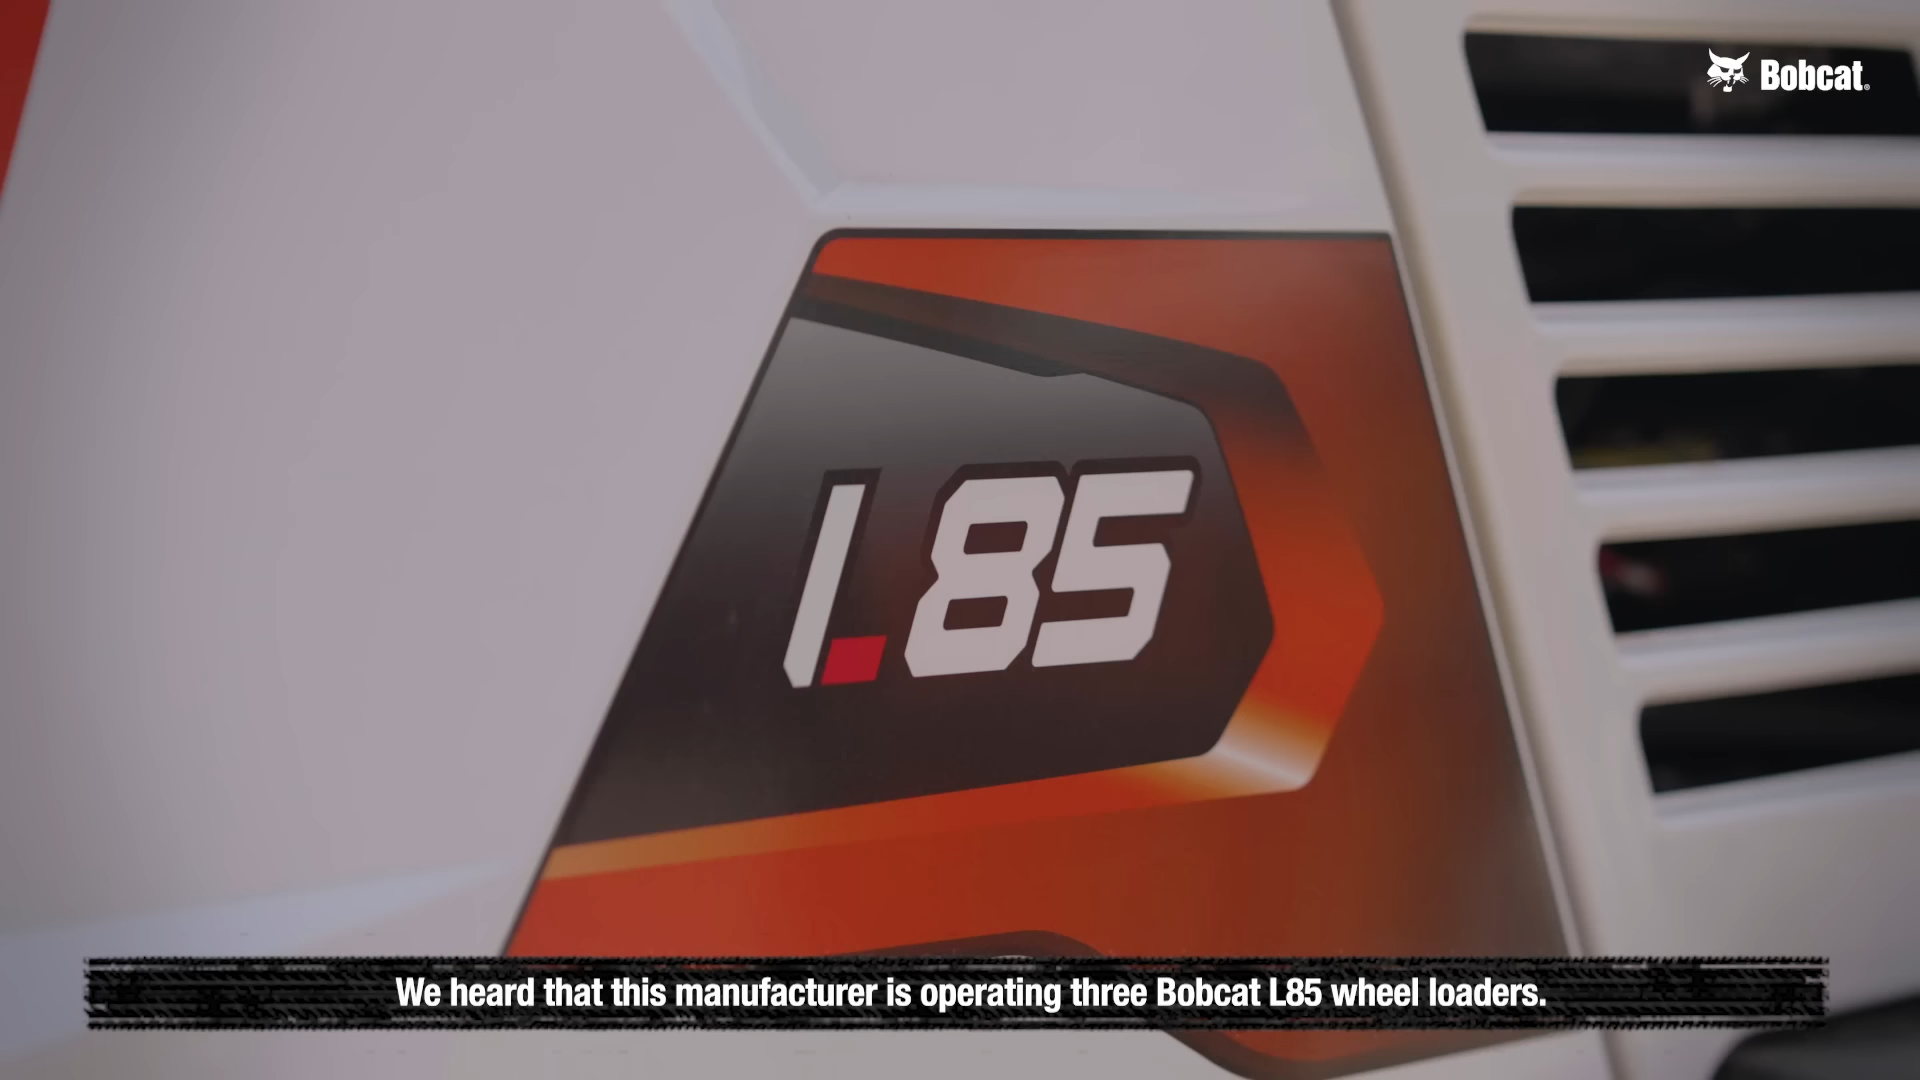 Bobcat®
L85
We heard that this manufacturer is operating three Bobcat L85 wheel loaders.